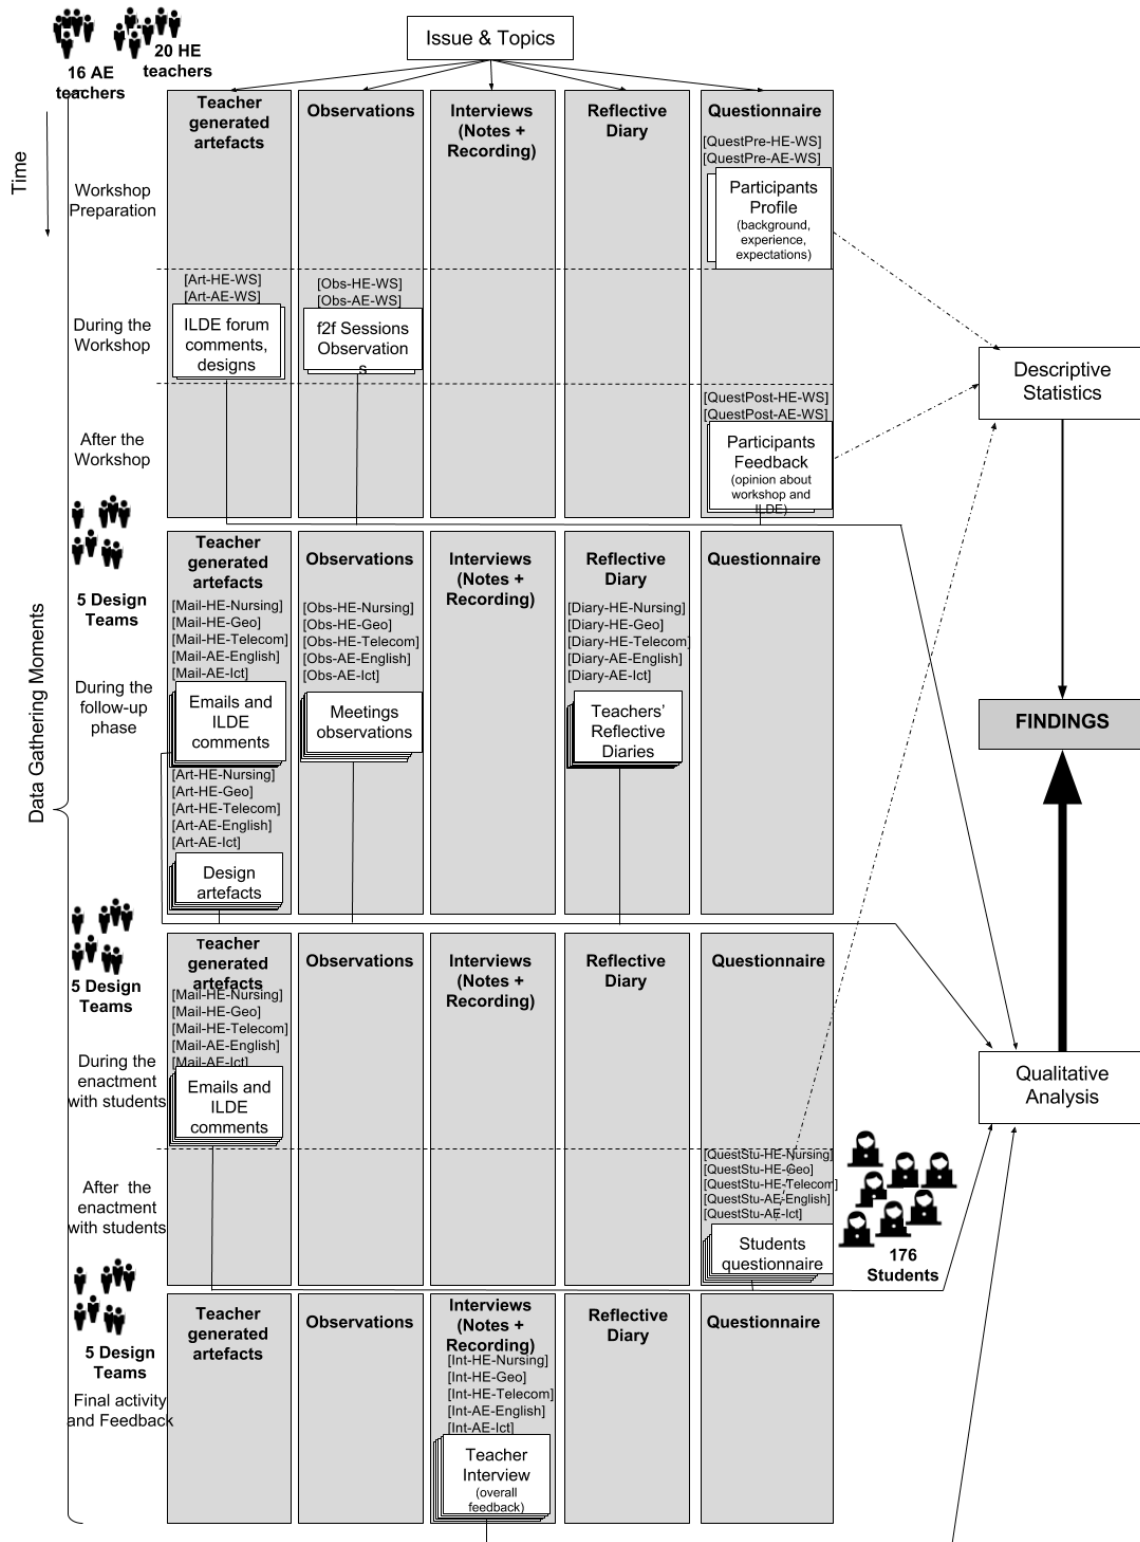 Issue & Topics
20 HE
teachers
16 AE
teachers
Time
Data Gathering Moments
Teacher
generated
artefacts
Observations
Interviews
(Notes +
Recording)
Reflective
Diary
Questionnaire
[QuestPre-HE-WS]
[QuestPre-AE-WS]
Workshop
Preparation
Participants
Profile
(background,
experience,
expectations)
During the
Workshop
[Art-HE-WS]
[Art-AE-WS]
ILDE forum
comments,
designs
[Obs-HE-WS]
[Obs-AE-WS]
f2f Sessions
Observation
s
Descriptive
Statistics
After the
Workshop
[QuestPost-HE-WS]
[QuestPost-AE-WS]
Participants
Feedback
(opinion about
workshop and
ILDE)
5 Design
Teams
During the
follow-up
phase
Teacher
generated
artefacts
[Mail-HE-Nursing]
[Mail-HE-Geo]
[Mail-HE-Telecom]
[Mail-AE-English]
[Mail-AE-Ict]
Emails and
ILDE
comments
[Art-HE-Nursing]
[Art-HE-Geo]
[Art-HE-Telecom]
[Art-AE-English]
[Art-AE-Ict]
Design
artefacts
Observations
[Obs-HE-Nursing]
[Obs-HE-Geo]
[Obs-HE-Telecom]
[Obs-AE-English]
[Obs-AE-Ict]
Meetings
observations
Interviews
(Notes +
Recording)
Reflective
Diary
[Diary-HE-Nursing]
[Diary-HE-Geo]
[Diary-HE-Telecom]
[Diary-AE-English]
[Diary-AE-Ict]
Teachers'
Reflective
Diaries
Questionnaire
FINDINGS
5 Design
Teams
During the
enactment
with students
Teacher
generated
artefacts
[Mail-HE-Nursing]
[Mail-HE-Geo]
[Mail-HE-Telecom]
[Mail-AE-English]
[Mail-AE-Ict]
Emails and
ILDE
comments
Observations
Interviews
(Notes +
Recording)
Reflective
Diary
Questionnaire
Qualitative
Analysis
After the
enactment
with students
[QuestStu-HE-Nursing]
[QuestStu-HE-Geo]
[QuestStu-HE-Telecom]
[QuestStu-AE-English]
[QuestStu-AE-Ict]
Students
questionnaire
176
Students
5 Design
Teams
Final activity
and Feedback
Teacher
generated
artefacts
Observations
Interviews
(Notes +
Recording)
[Int-HE-Nursing]
[Int-HE-Geo]
[Int-HE-Telecom]
[Int-AE-English]
[Int-AE-Ict]
Teacher
Interview
(overall
feedback)
Reflective
Diary
Questionnaire